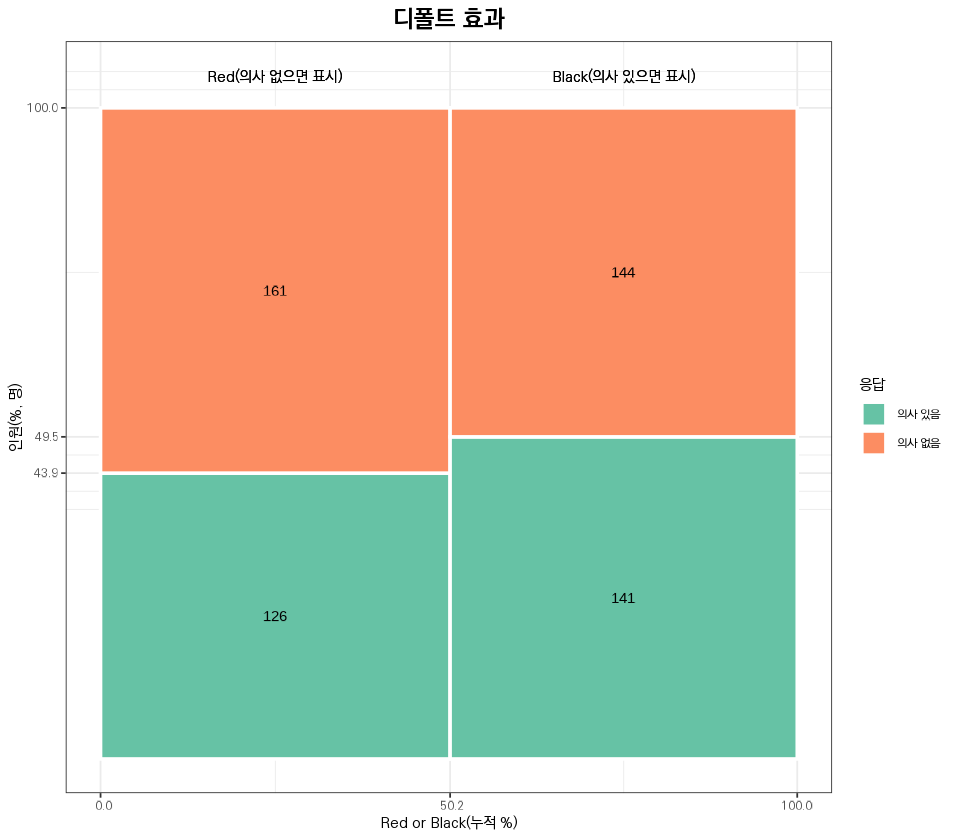 디폴트 효과
Red(의사 없으면 표시)
Black(의사 있으면 표시)
100.0
161
144
49.5
43.9
126
141
인원(%, 명)
0.0
50.2
100.0
Red or Black(누적 %)
응답
의사 있음
의사 없음